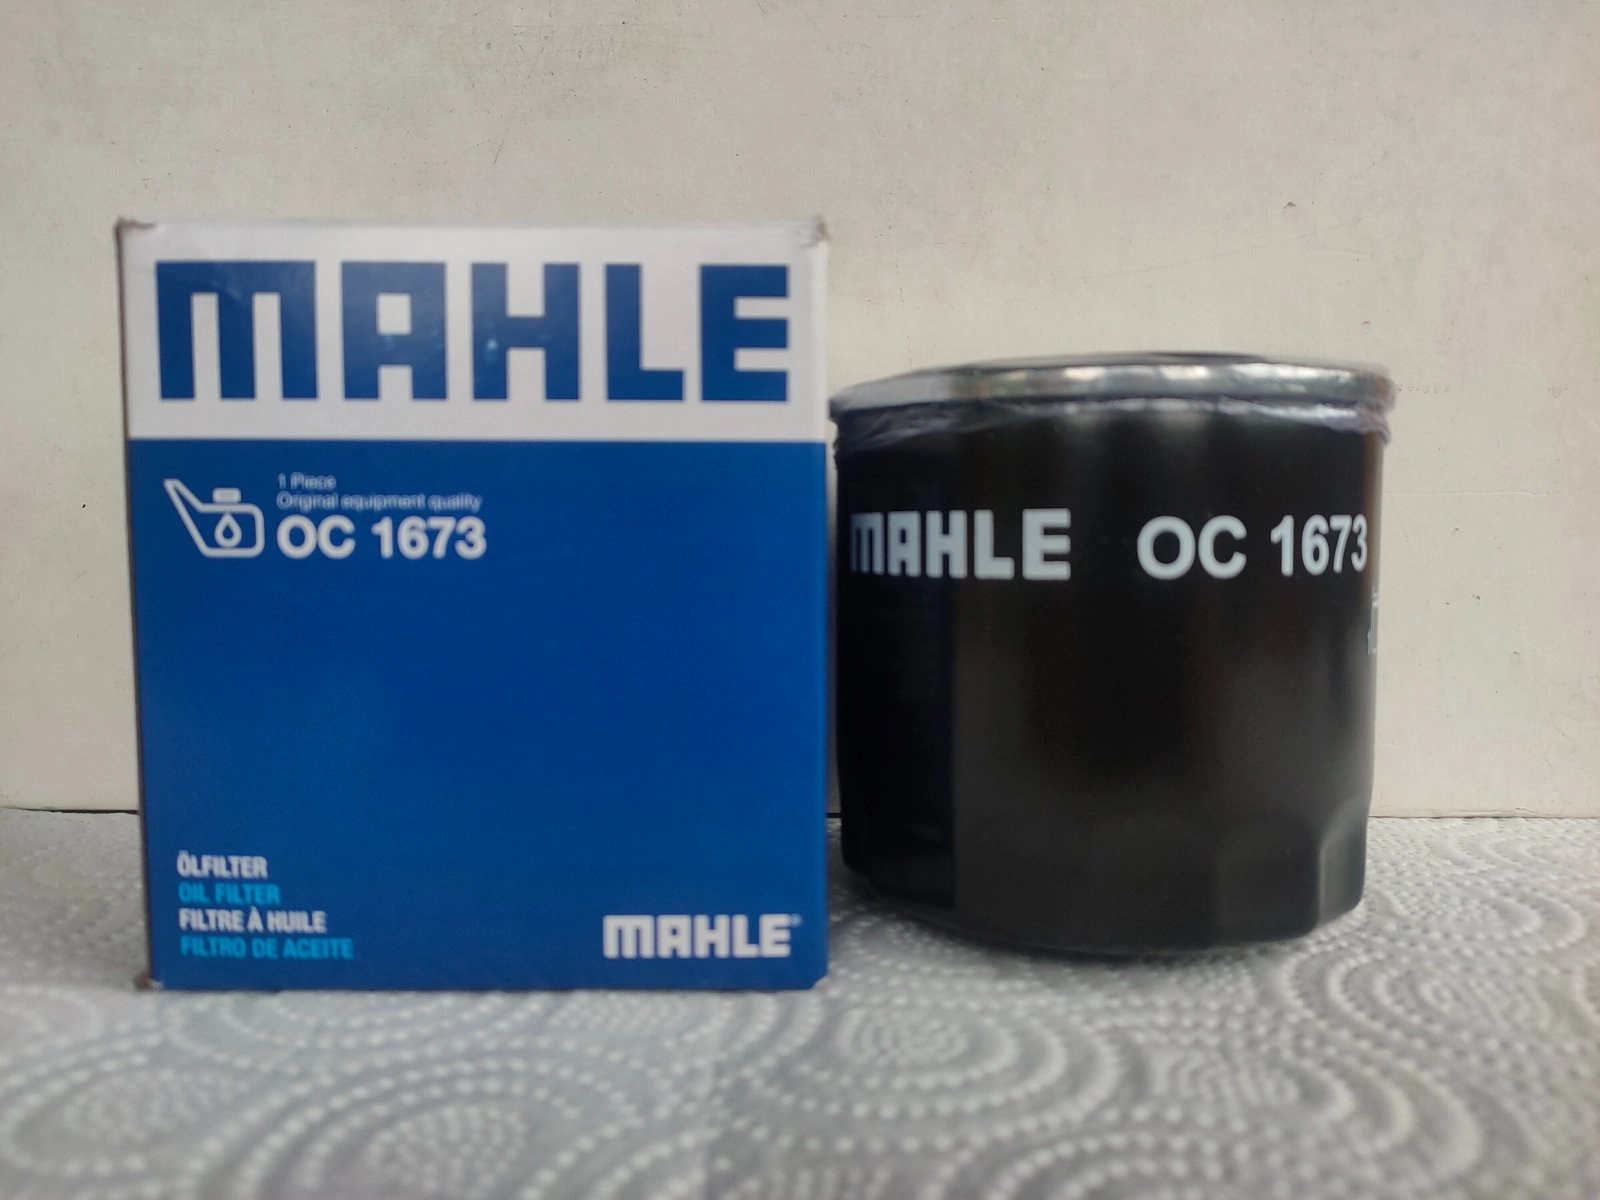 MAHLE
1 Piece
Original equipment quality
OC 1673
ÖLFILTER
OIL FILTER
FILTRE À HUILE
FILTRO DE ACEITE
MAHLE
MAHLE OC 1673